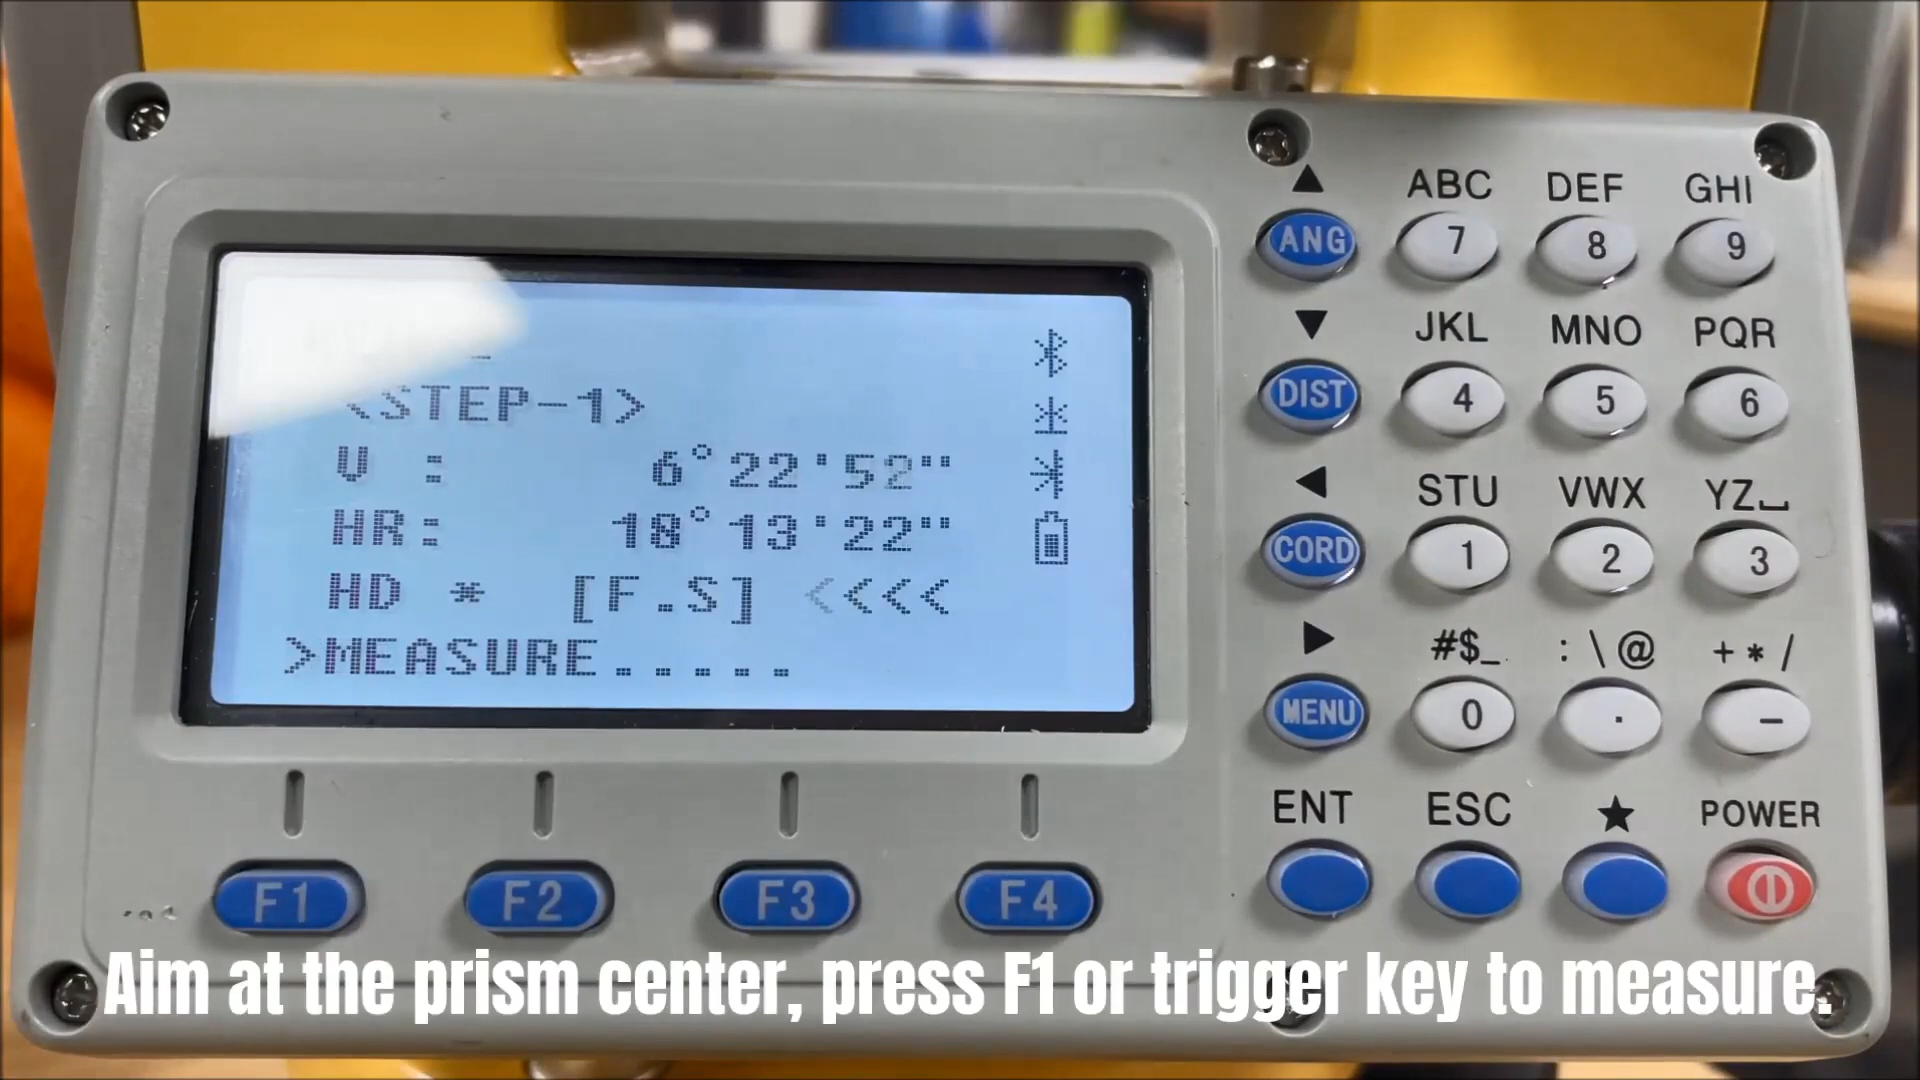 <STEP-1>
V : 6°22'52"
HR: 18°13'22"
HD * [F.S] <<<<
>MEASURE.....
▲ ABC DEF GHI
ANG 7 8 9
▼ JKL MNO PQR
DIST 4 5 6
◀ STU VWX YZ␣
CORD 1 2 3
▶ #$_ :\@ +*/
MENU 0 . -
ENT ESC ★ POWER
F1 F2 F3 F4
Aim at the prism center, press F1 or trigger key to measure.